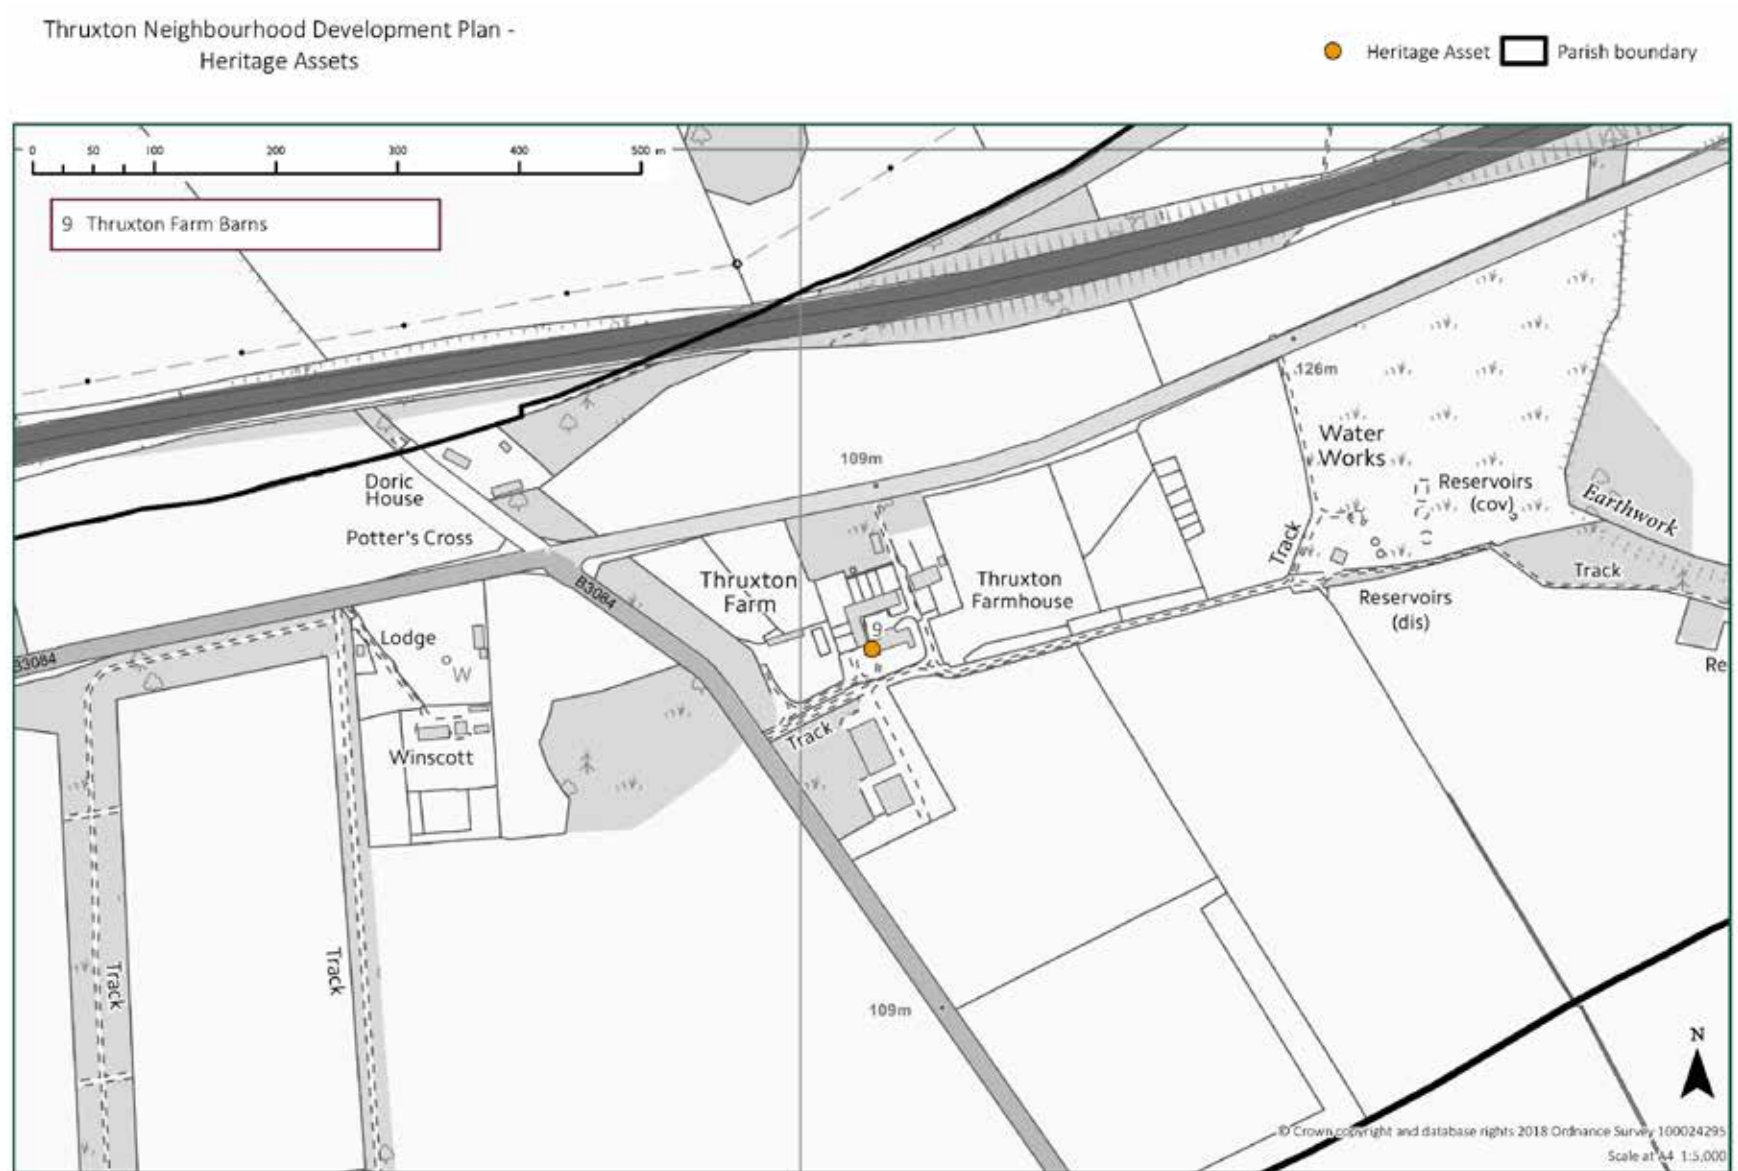 Thruxton Neighbourhood Development Plan -
Heritage Assets
Heritage Asset
Parish boundary
0 50 100 200 300 400 500 m
9 Thruxton Farm Barns
126m
Water
Works
109m
Doric
House
Reservoirs
(cov)
Earthwork
Potter's Cross
Track
Thruxton
Farm
Thruxton
Farmhouse
Track
B3084
Reservoirs
(dis)
9
Lodge
B3084
W
Re
Track
Winscott
Track
Track
109m
N
© Crown copyright and database rights 2018 Ordnance Survey 100024295
Scale at A4 1:5,000